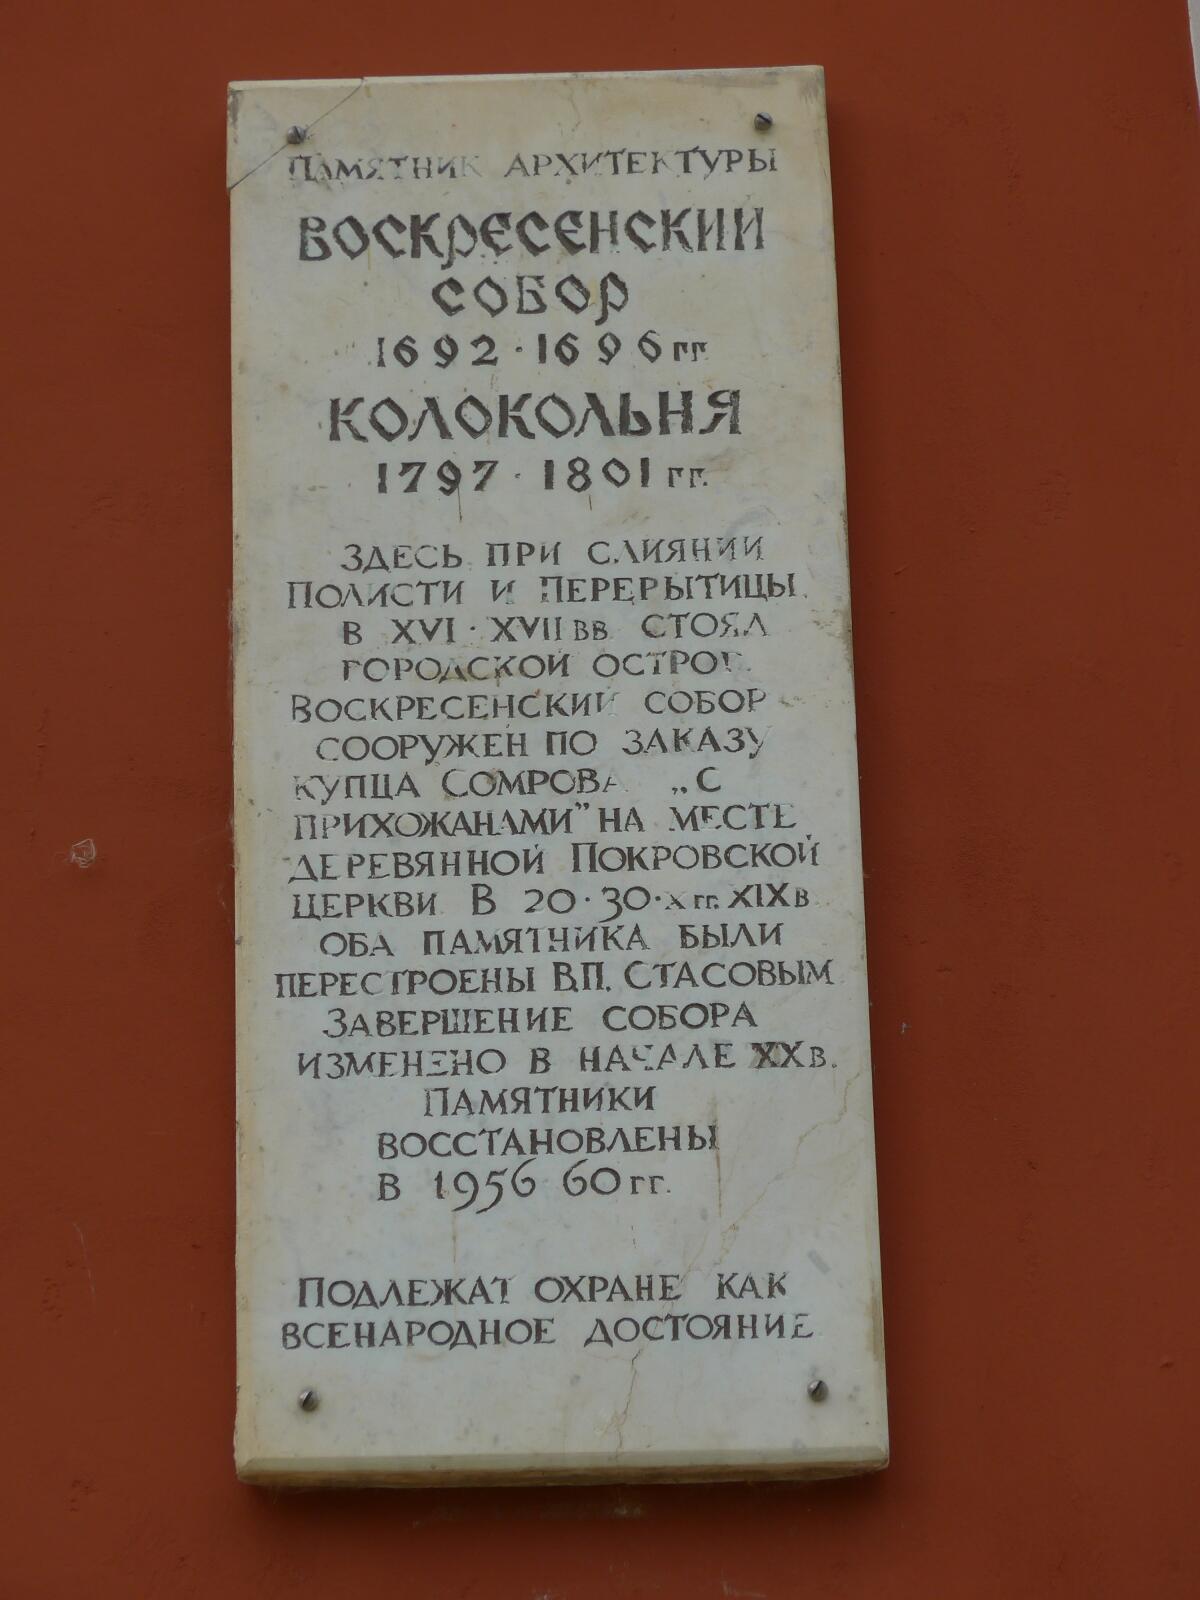 ПАМЯТНИК АРХИТЕКТУРЫ
ВОСКРЕСЕНСКИЙ
СОБОР
1692 · 1696 гг
КОЛОКОЛЬНЯ
1797 · 1801 гг.
ЗДЕСЬ ПРИ СЛИЯНИИ
ПОЛИСТИ И ПЕРЕРЫТИЦЫ
В XVI · XVII ВВ СТОЯЛ
ГОРОДСКОЙ ОСТРОГ.
ВОСКРЕСЕНСКИЙ СОБОР
СООРУЖЕН ПО ЗАКАЗУ
КУПЦА СОМРОВА „С
ПРИХОЖАНАМИ” НА МЕСТЕ
ДЕРЕВЯННОЙ ПОКРОВСКОЙ
ЦЕРКВИ В 20·30·Х гг. XIX В
ОБА ПАМЯТНИКА БЫЛИ
ПЕРЕСТРОЕНЫ В.П. СТАСОВЫМ
ЗАВЕРШЕНИЕ СОБОРА
ИЗМЕНЕНО В НАЧАЛЕ XX В.
ПАМЯТНИКИ
ВОССТАНОВЛЕНЫ
В 1956 60 гг.
ПОДЛЕЖАТ ОХРАНЕ КАК
ВСЕНАРОДНОЕ ДОСТОЯНИЕ